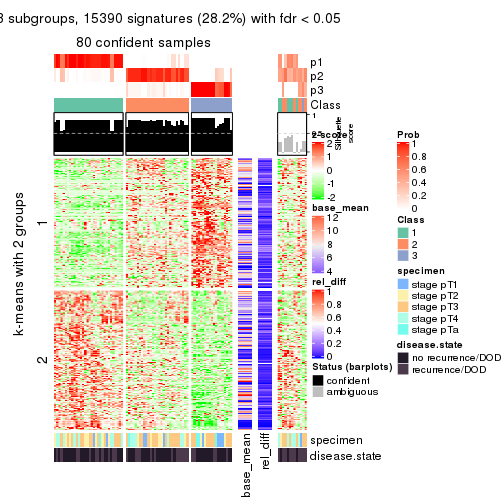 3 subgroups, 15390 signatures (28.2%) with fdr < 0.05
80 confident samples
p1
p2
p3
Class
1
0.5
Silhouette
score
k-means with 2 groups
1
2
z-score
2
1
0
-1
-2
base_mean
12
10
8
6
4
rel_diff
1
0.8
0.6
0.4
0.2
0
Status (barplots)
confident
ambiguous
Prob
1
0.8
0.6
0.4
0.2
0
Class
1
2
3
specimen
stage pT1
stage pT2
stage pT3
stage pT4
stage pTa
disease.state
no recurrence/DOD
recurrence/DOD
specimen
disease.state
base_mean
rel_diff